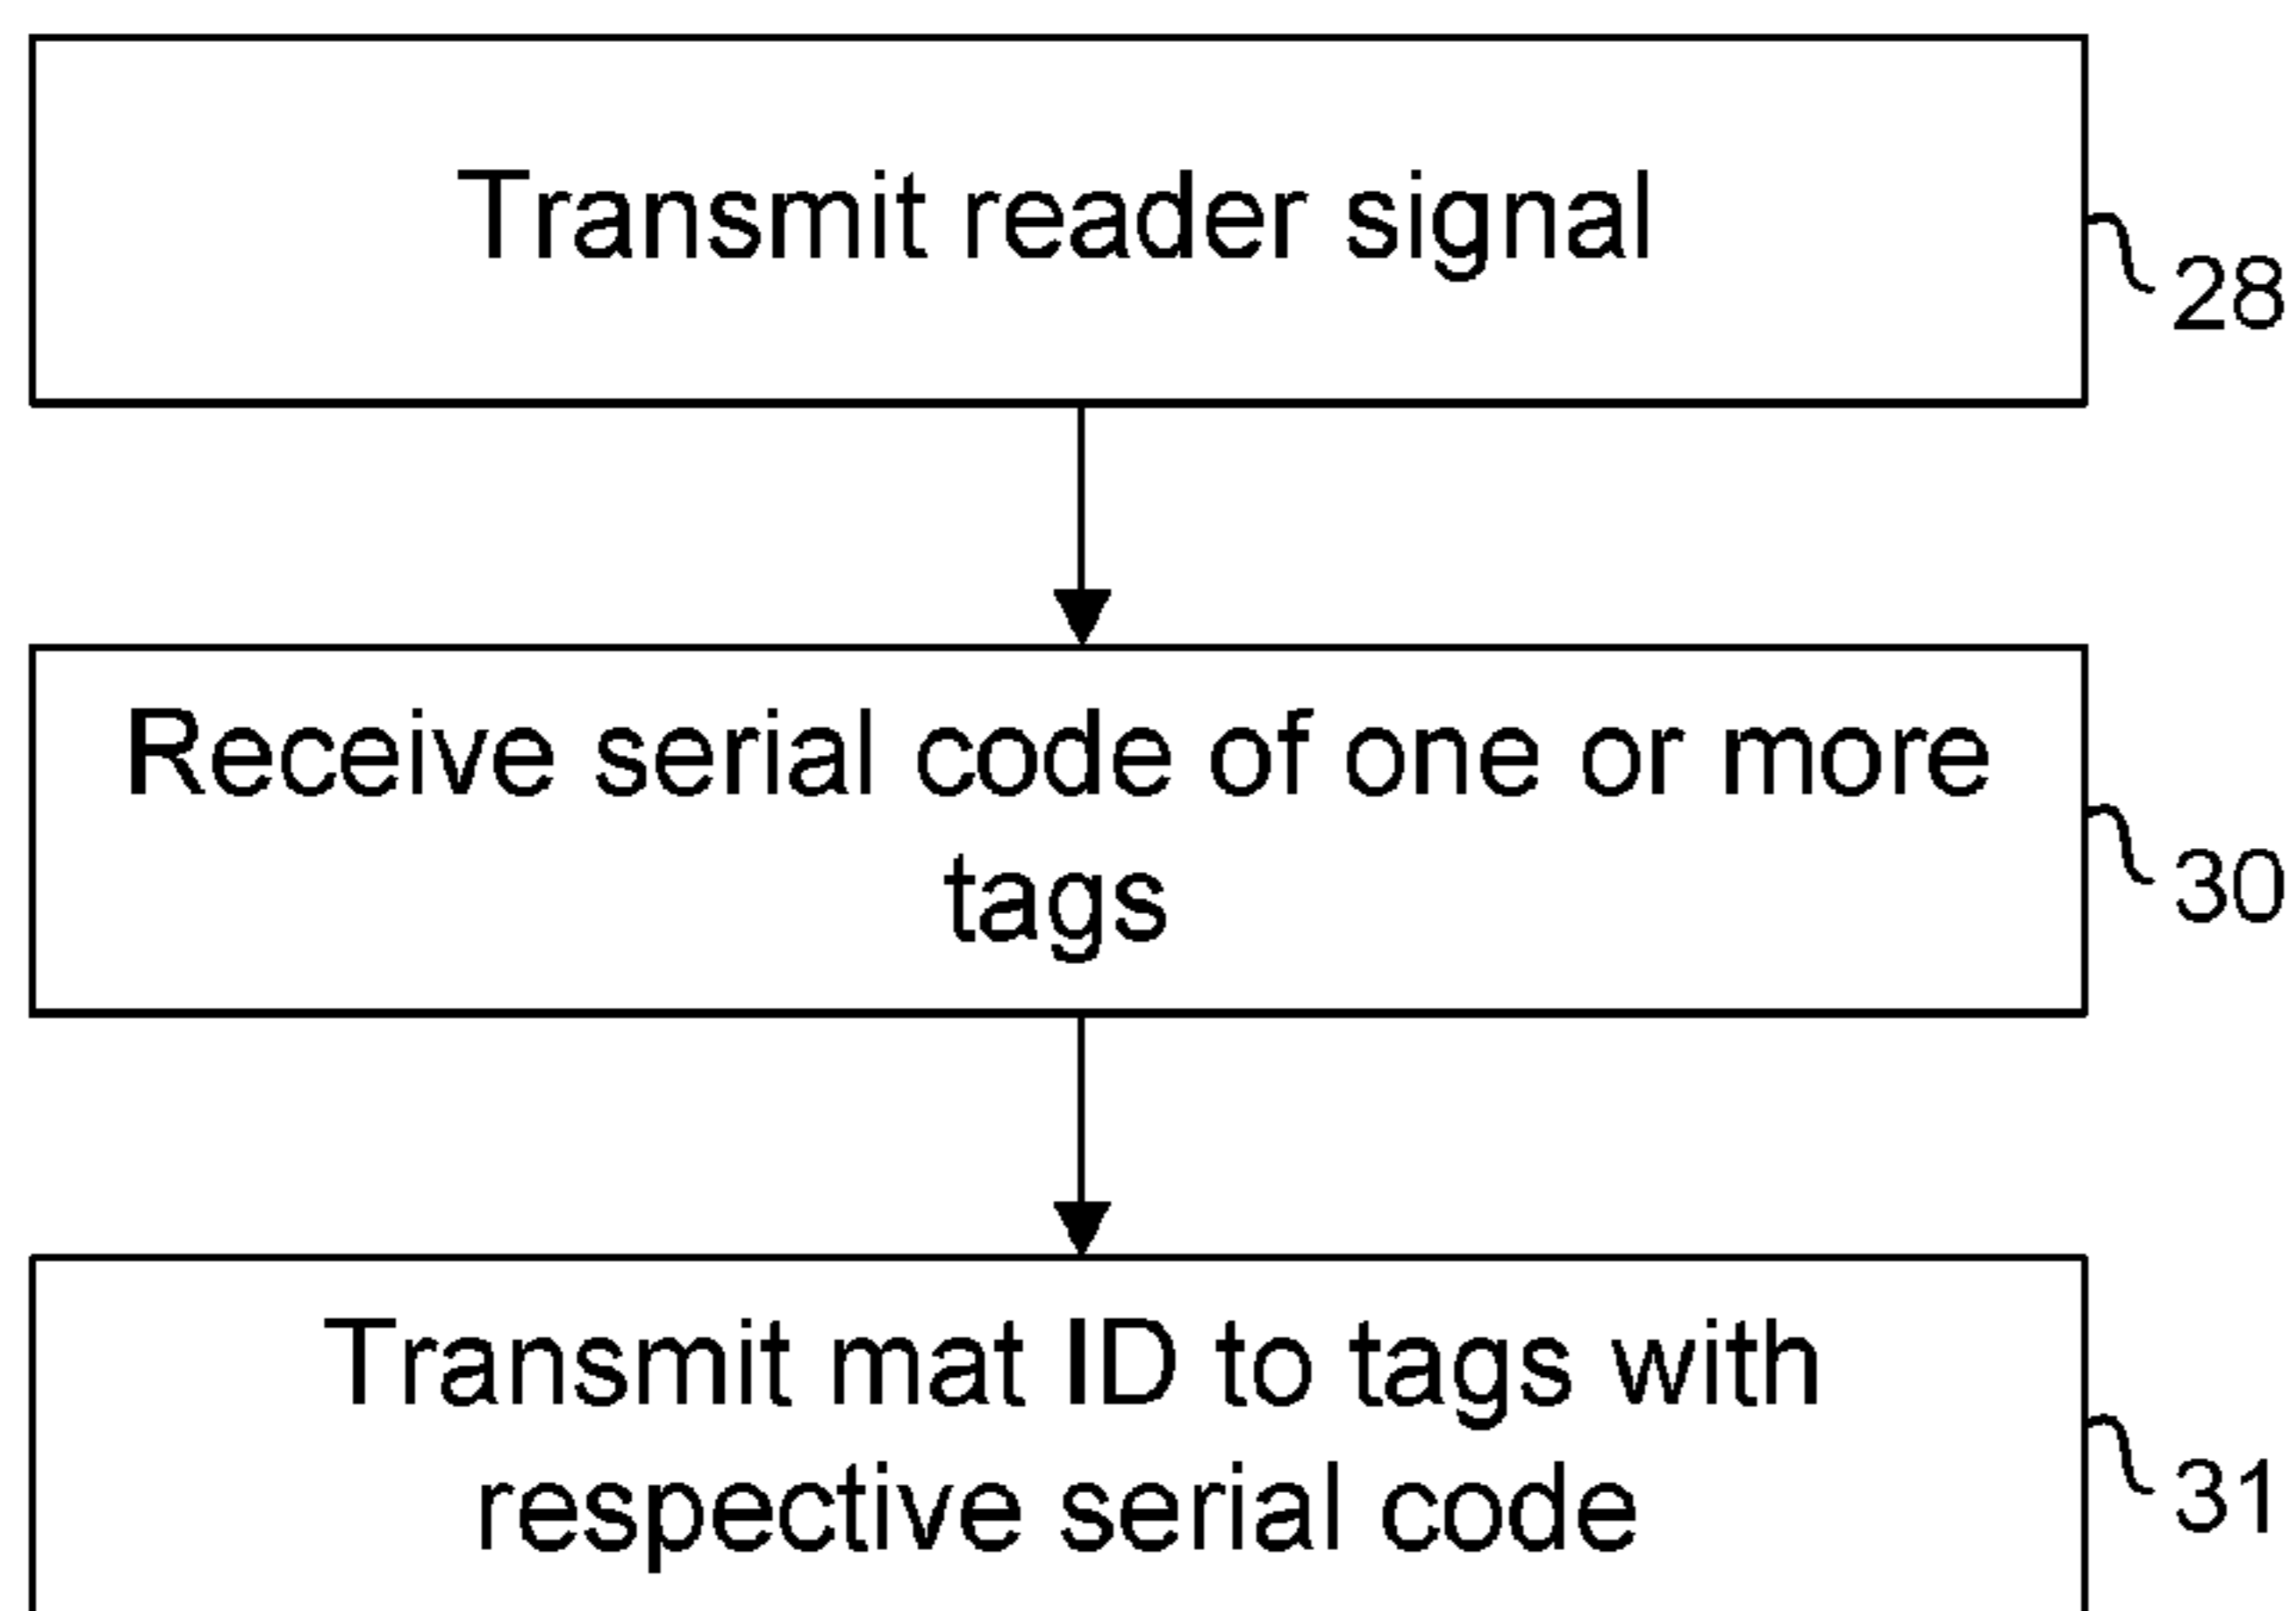 Transmit reader signal
28
Receive serial code of one or more
tags
30
Transmit mat ID to tags with
respective serial code
31